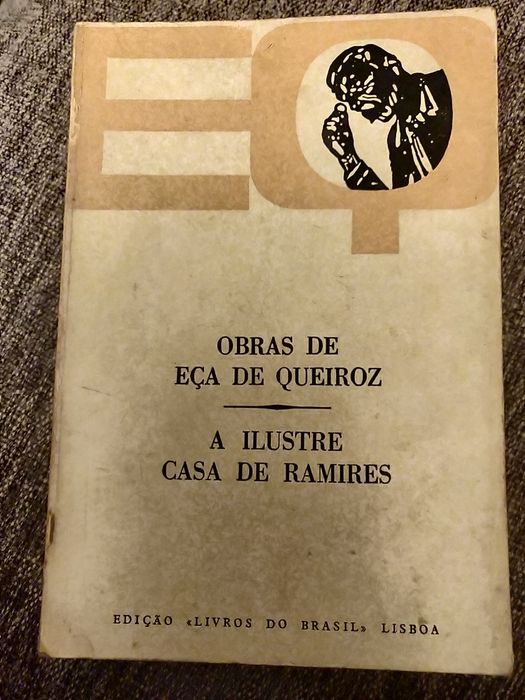 EQ
OBRAS DE
EÇA DE QUEIROZ
A ILUSTRE
CASA DE RAMIRES
EDIÇÃO «LIVROS DO BRASIL» LISBOA